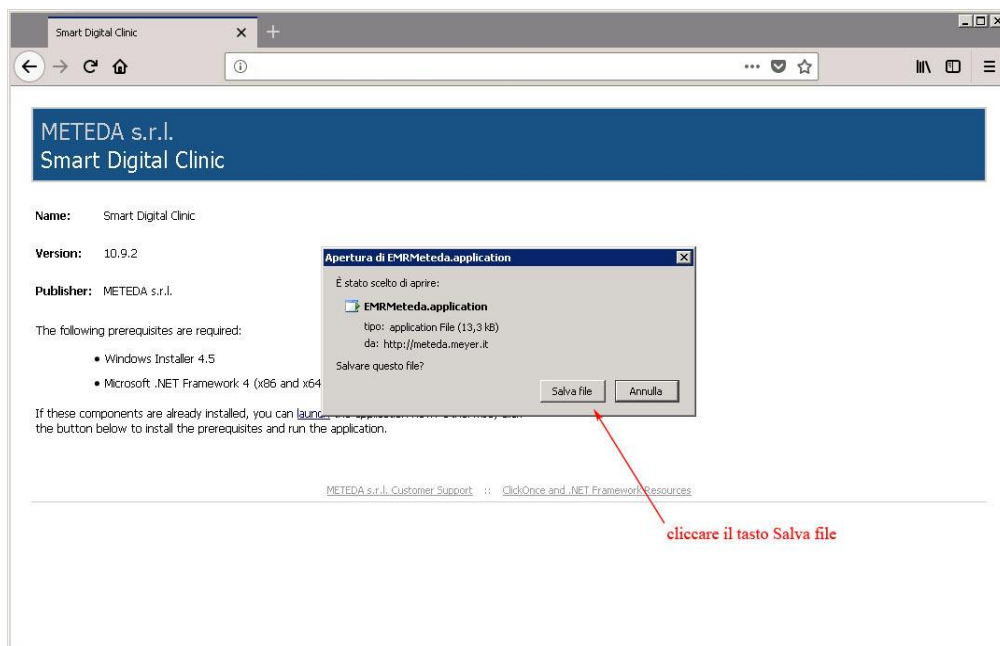 Smart Digital Clinic
METEDA s.r.l.
Smart Digital Clinic
Name: Smart Digital Clinic
Version: 10.9.2
Publisher: METEDA s.r.l.
The following prerequisites are required:
• Windows Installer 4.5
• Microsoft .NET Framework 4 (x86 and x64
If these components are already installed, you can launch
the button below to install the prerequisites and run the application.
Apertura di EMRMeteda.application
È stato scelto di aprire:
EMRMeteda.application
tipo: application File (13,3 kB)
da: http://meteda.meyer.it
Salvare questo file?
Salva file Annulla
METEDA s.r.l. Customer Support :: ClickOnce and .NET Framework Resources
cliccare il tasto Salva file